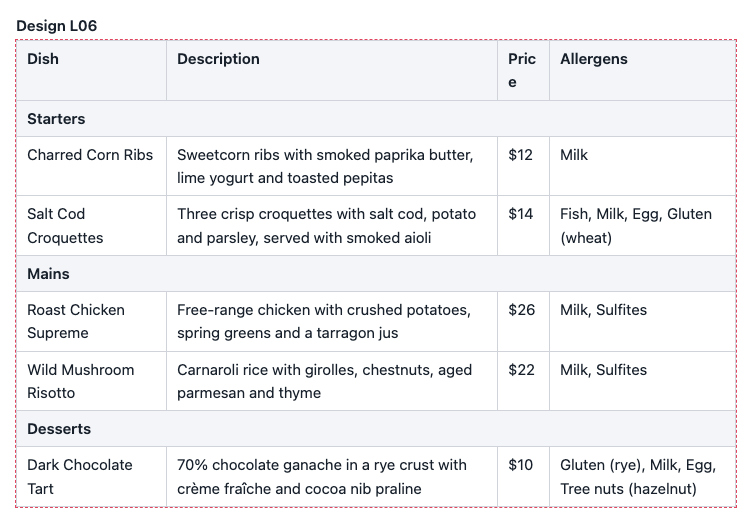 Design L06
Dish Description Pric Allergens
e
Starters
Charred Corn Ribs Sweetcorn ribs with smoked paprika butter, $12 Milk
lime yogurt and toasted pepitas
Salt Cod Three crisp croquettes with salt cod, potato $14 Fish, Milk, Egg, Gluten
Croquettes and parsley, served with smoked aioli (wheat)
Mains
Roast Chicken Free-range chicken with crushed potatoes, $26 Milk, Sulfites
Supreme spring greens and a tarragon jus
Wild Mushroom Carnaroli rice with girolles, chestnuts, aged $22 Milk, Sulfites
Risotto parmesan and thyme
Desserts
Dark Chocolate 70% chocolate ganache in a rye crust with $10 Gluten (rye), Milk, Egg,
Tart crème fraîche and cocoa nib praline Tree nuts (hazelnut)